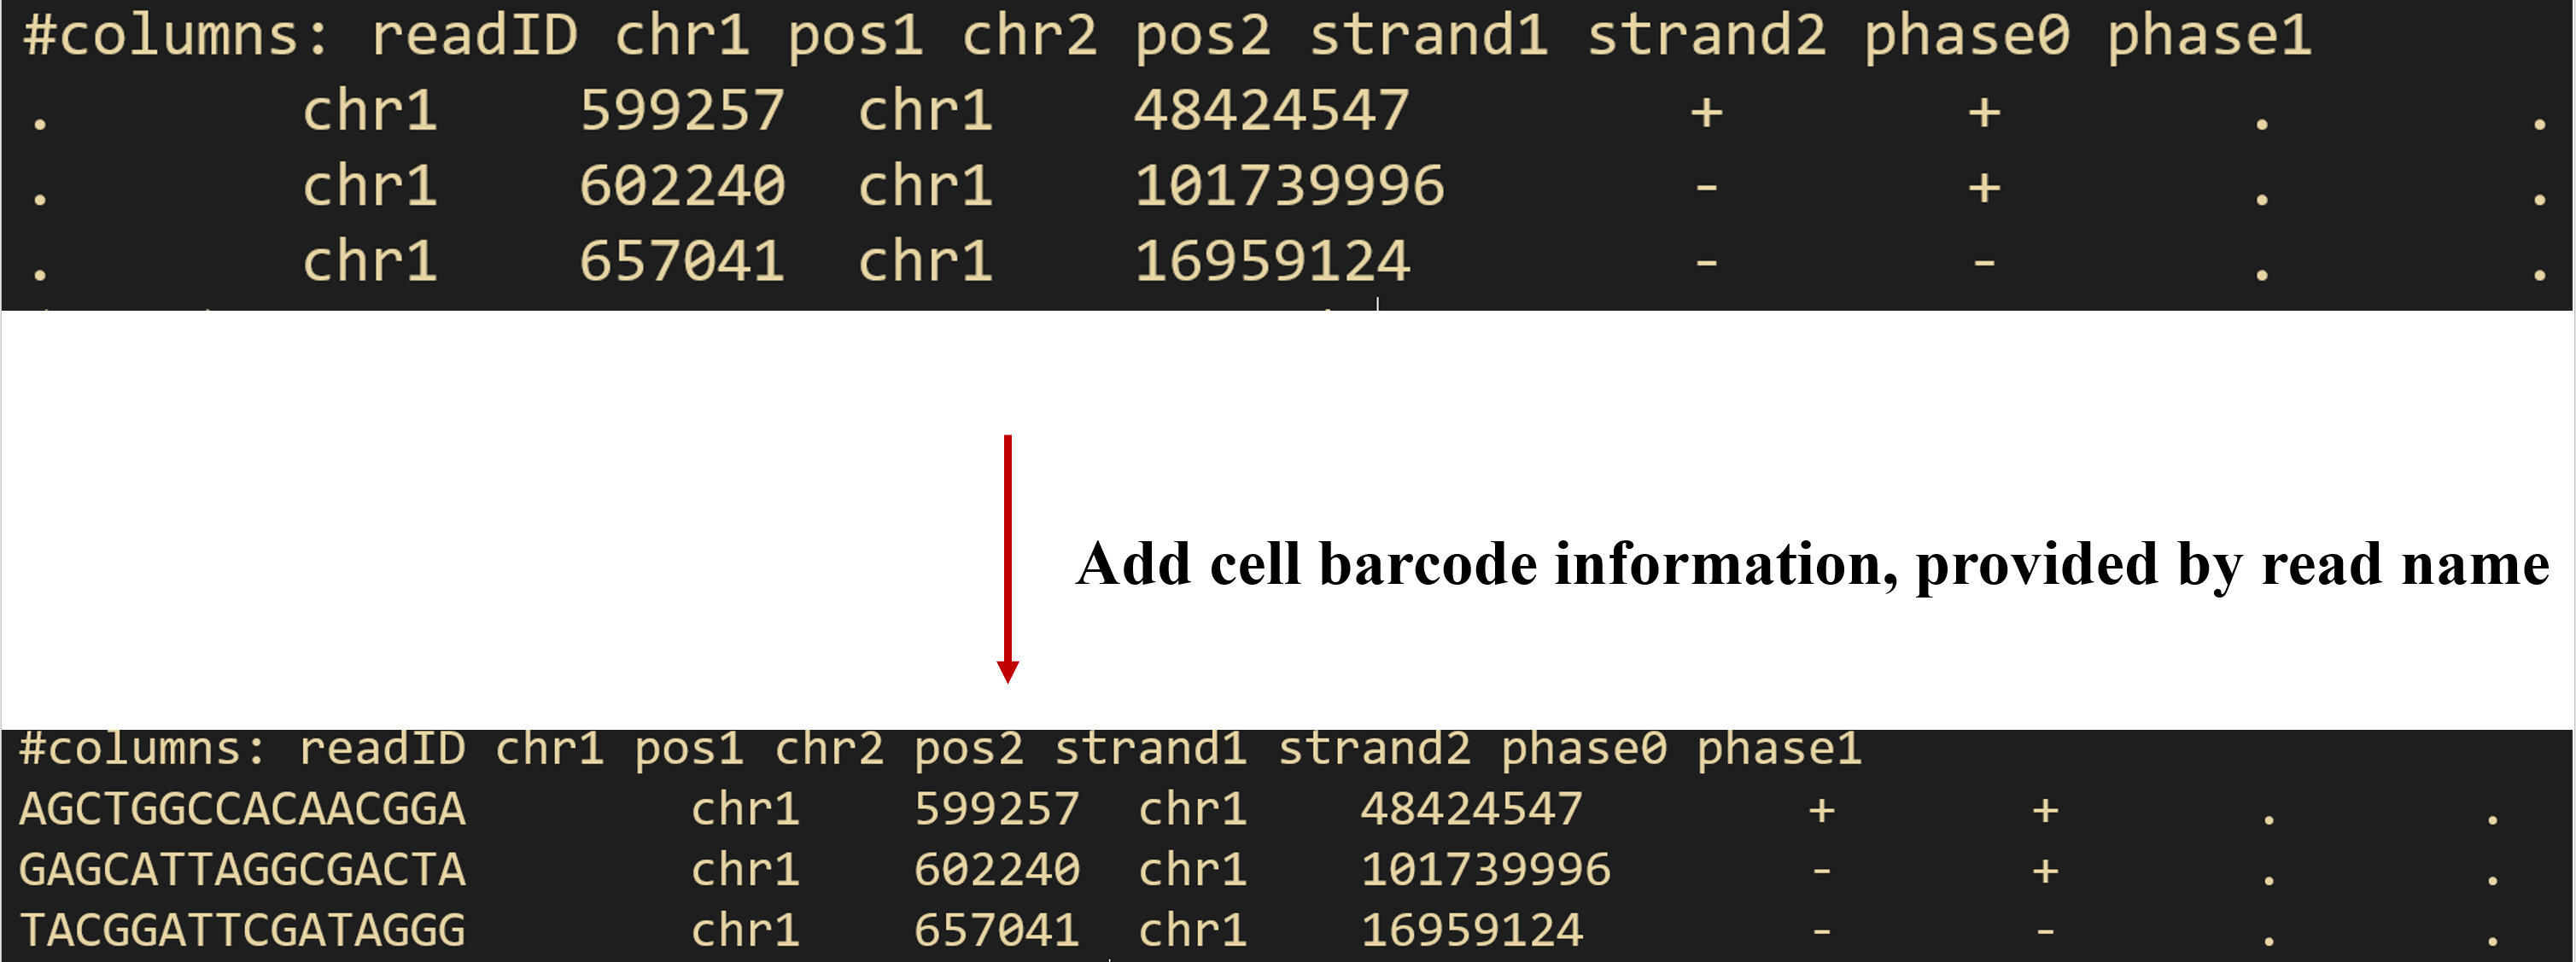 #columns: readID chr1 pos1 chr2 pos2 strand1 strand2 phase0 phase1
. chr1 599257 chr1 48424547 + + . .
. chr1 602240 chr1 101739996 - + . .
. chr1 657041 chr1 16959124 - - . .
Add cell barcode information, provided by read name
#columns: readID chr1 pos1 chr2 pos2 strand1 strand2 phase0 phase1
AGCTGGCCACAACGGA chr1 599257 chr1 48424547 + + . .
GAGCATTAGGCGACTA chr1 602240 chr1 101739996 - + . .
TACGGATTCGATAGGG chr1 657041 chr1 16959124 - - . .